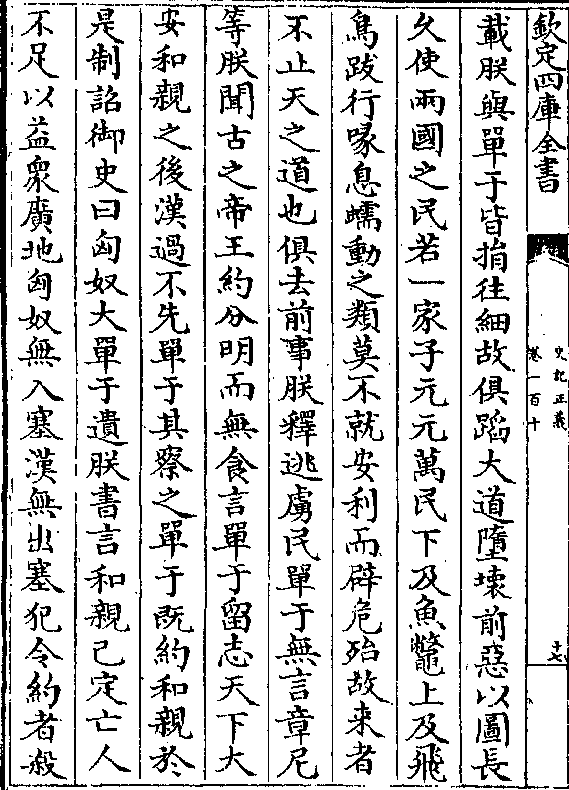 欽定四庫全書
史記正義
卷一百十
十七
載朕與單于皆捐往細故俱蹈大道墮壞前惡以圖長
久使兩國之民若一家子元元萬民下及魚鼈上及飛
鳥跂行喙息蠕動之類莫不就安利而辟危殆故來者
不止天之道也俱去前事朕釋逃虜民單于無言章尼
等朕聞古之帝王約分明而無食言單于留志天下大
安和親之後漢過不先單于其察之單于既約和親於
是制詔御史曰匈奴大單于遺朕書言和親已定亡人
不足以益衆廣地匈奴無入塞漢無出塞犯令約者殺